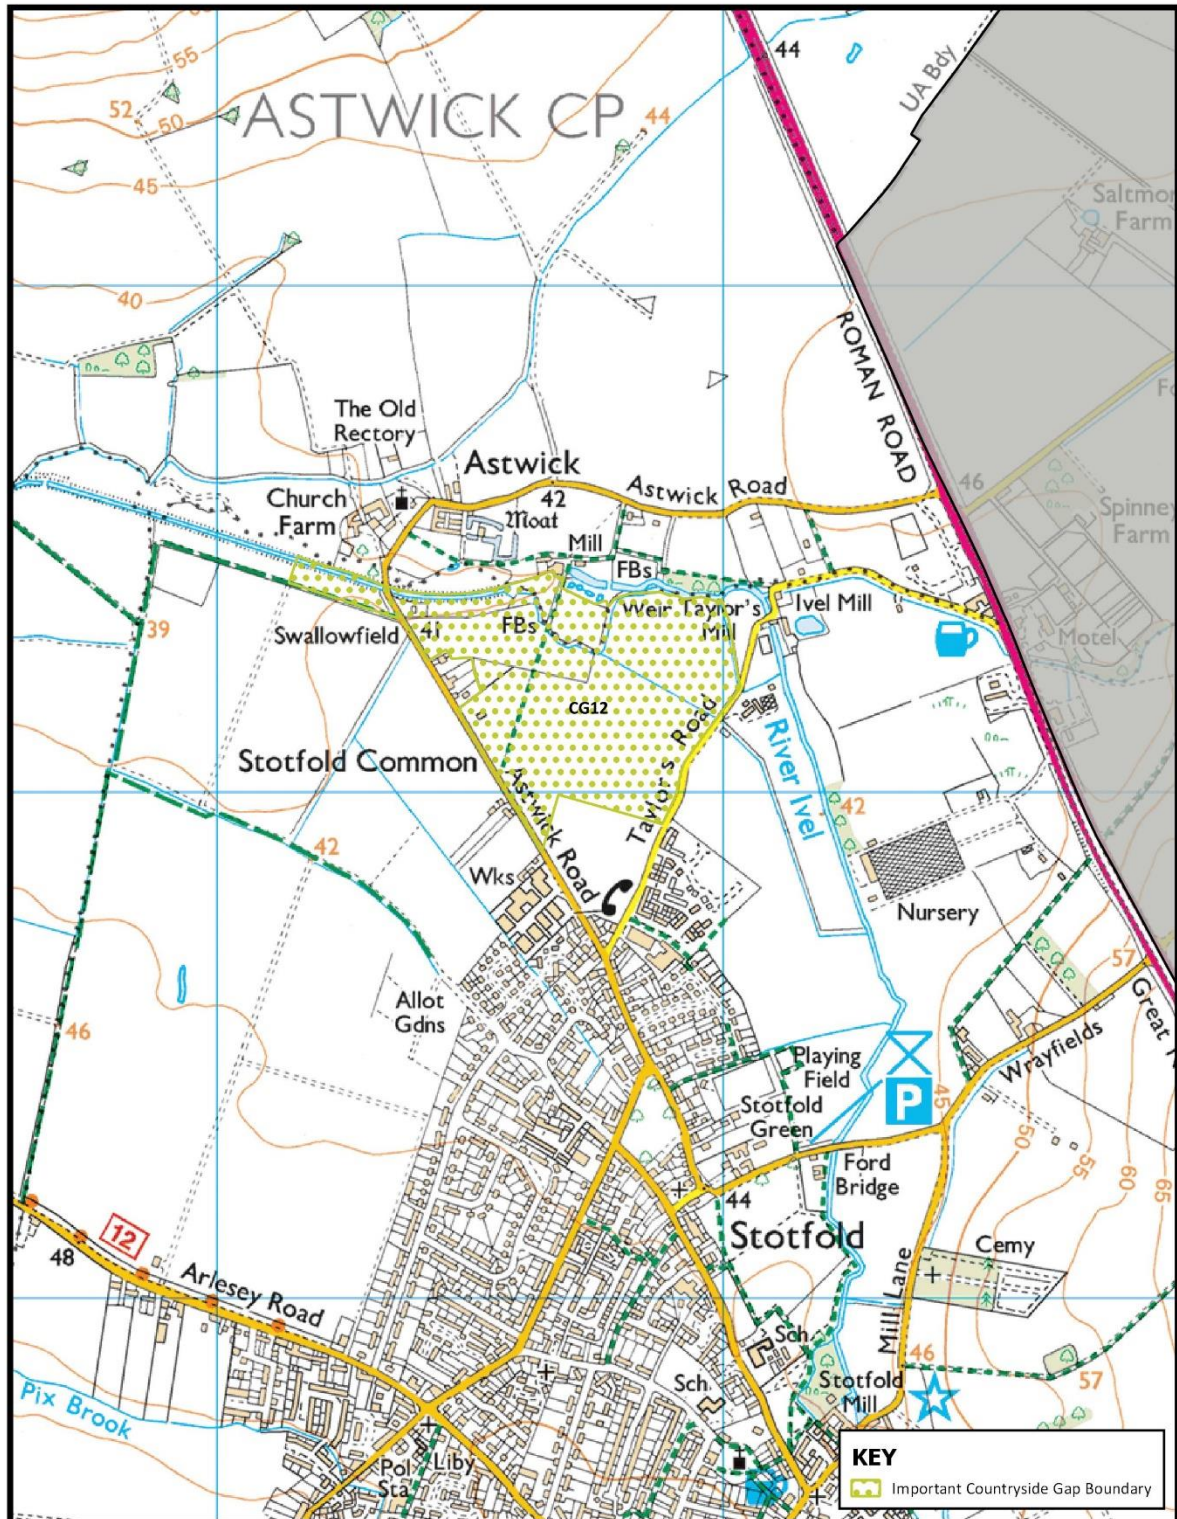 44
UA Bdy
55
52
50
ASTWICK CP
44
45
Saltmor
Farm
40
ROMAN ROAD
The Old
Rectory
Astwick
Church
Farm
42
Astwick Road
46
Moat
Mill
FBs
Spinney
Farm
Weir
Taylor's
Mill
Ivel Mill
39
Swallowfield
41
FBs
Motel
CG12
Taylor's Road
River Ivel
Stotfold Common
Astwick Road
42
42
Wks
Nursery
57
Great
Allot
Gdns
46
Wrayfields
Playing
Field
P
Stotfold
Green
45
50
55
60
65
Ford
Bridge
44
Stotfold
12
48
Arlesey Road
Cemy
Mill Lane
Sch
46
Stotfold
Mill
57
Sch
Pix Brook
Pol
Sta
Liby
KEY
Important Countryside Gap Boundary